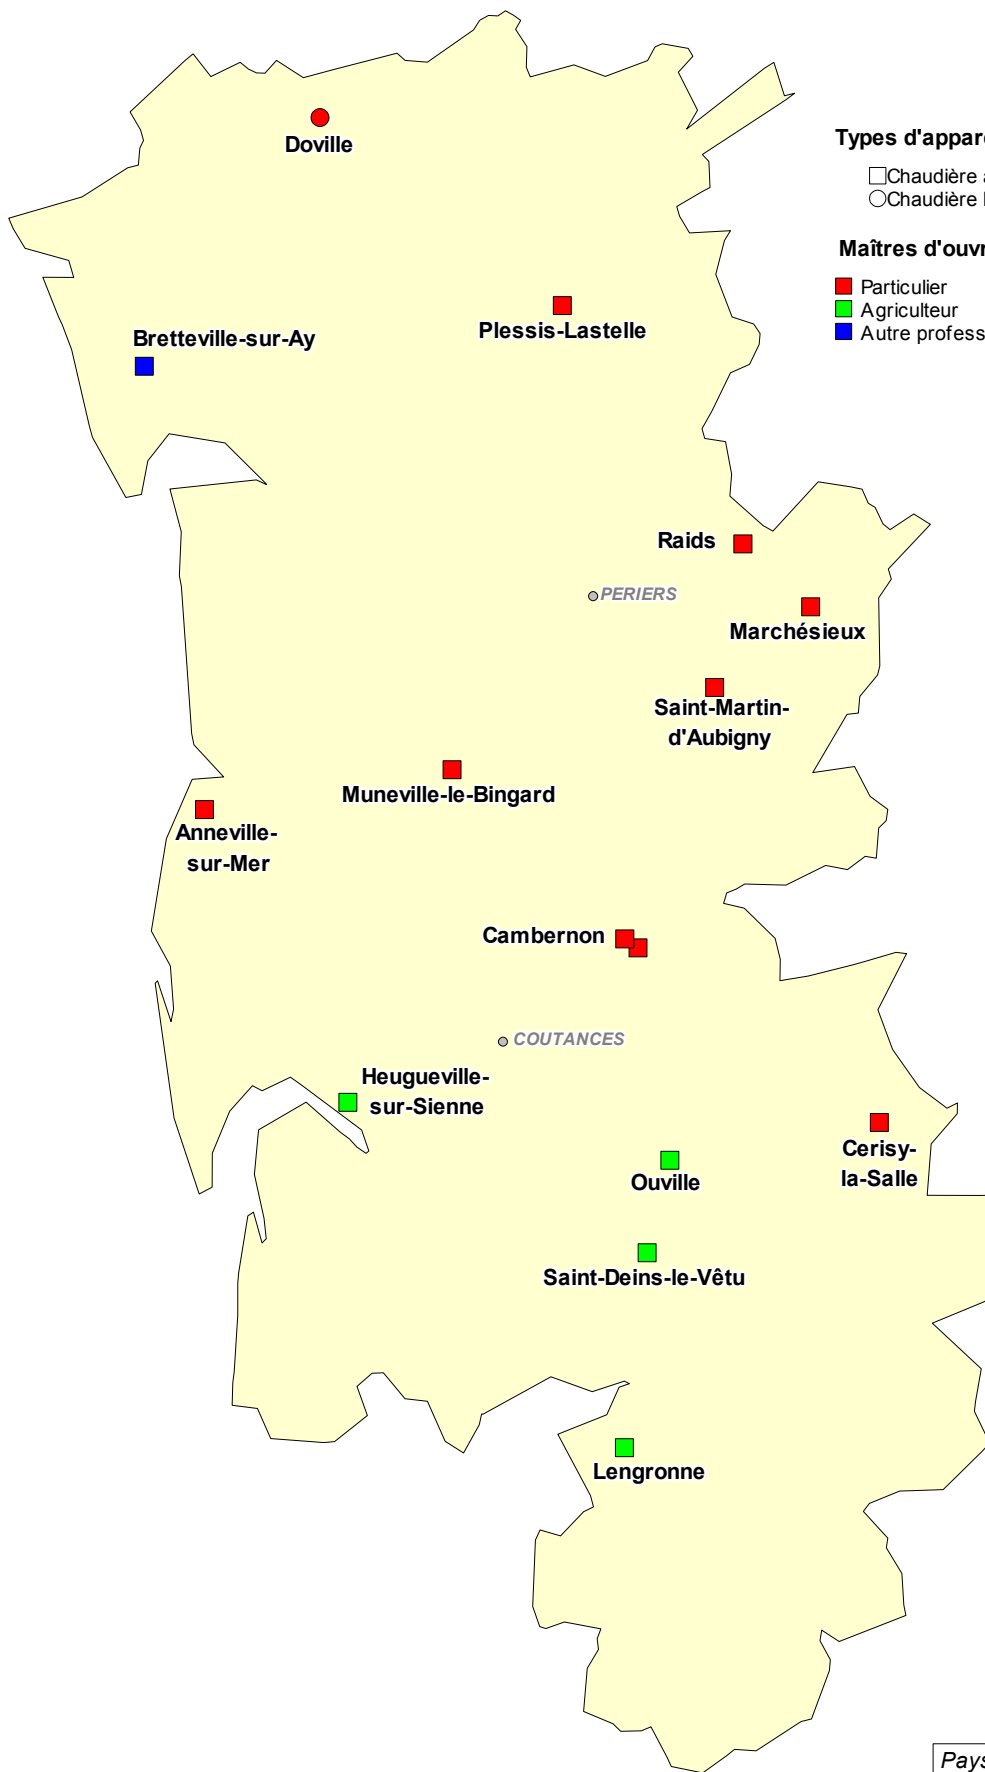 Doville
Types d'appar
Chaudière
Chaudière
Maîtres d'ouv
Particulier
Agriculteur
Autre profess
Bretteville-sur-Ay
Plessis-Lastelle
Raids
PERIERS
Marchésieux
Saint-Martin-
d'Aubigny
Muneville-le-Bingard
Anneville-
sur-Mer
Cambernon
COUTANCES
Heugueville-
sur-Sienne
Cerisy-
la-Salle
Ouville
Saint-Deins-le-Vêtu
Lengronne
Pays